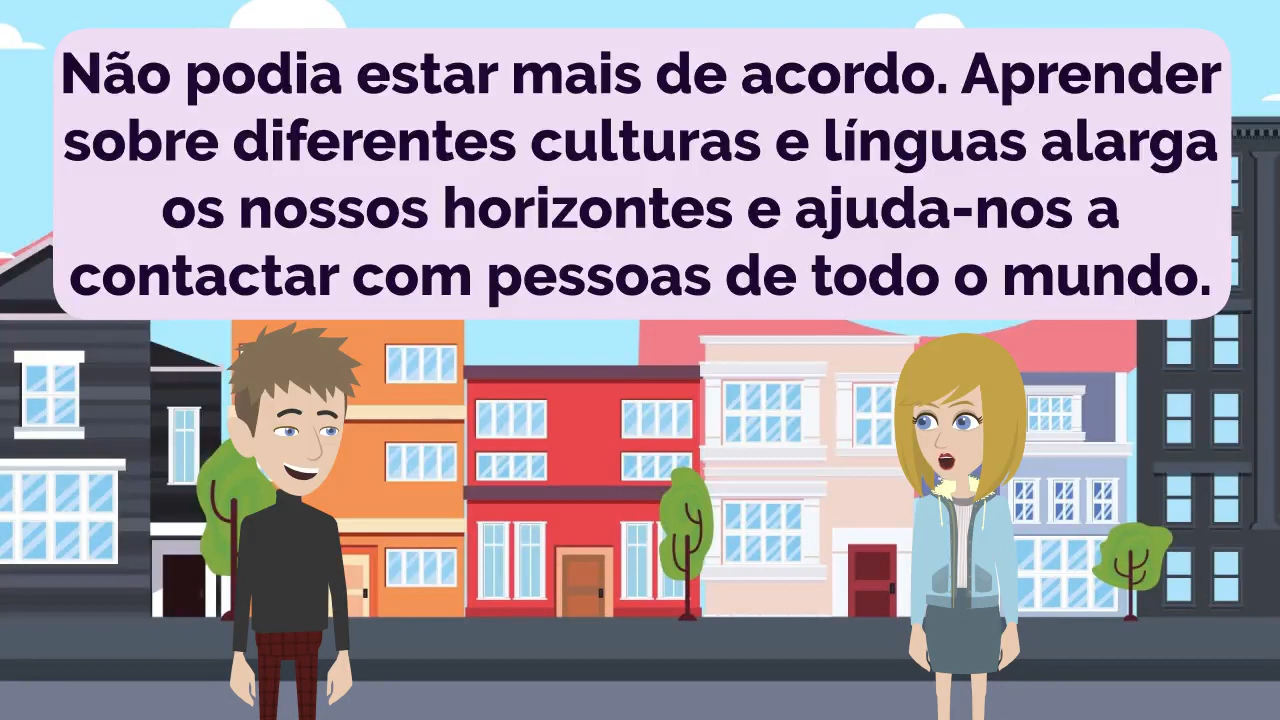 Não podia estar mais de acordo. Aprender
sobre diferentes culturas e línguas alarga
os nossos horizontes e ajuda-nos a
contactar com pessoas de todo o mundo.